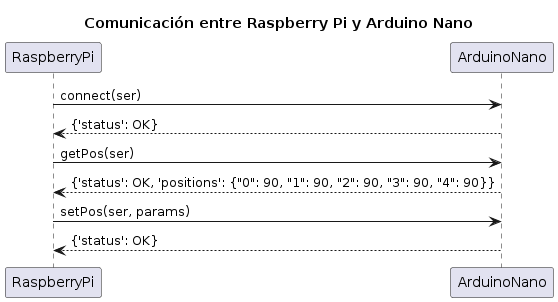 Comunicación entre Raspberry Pi y Arduino Nano
RaspberryPi
ArduinoNano
connect(ser)
{'status': OK}
getPos(ser)
{'status': OK, 'positions': {"0": 90, "1": 90, "2": 90, "3": 90, "4": 90}}
setPos(ser, params)
{'status': OK}
RaspberryPi
ArduinoNano